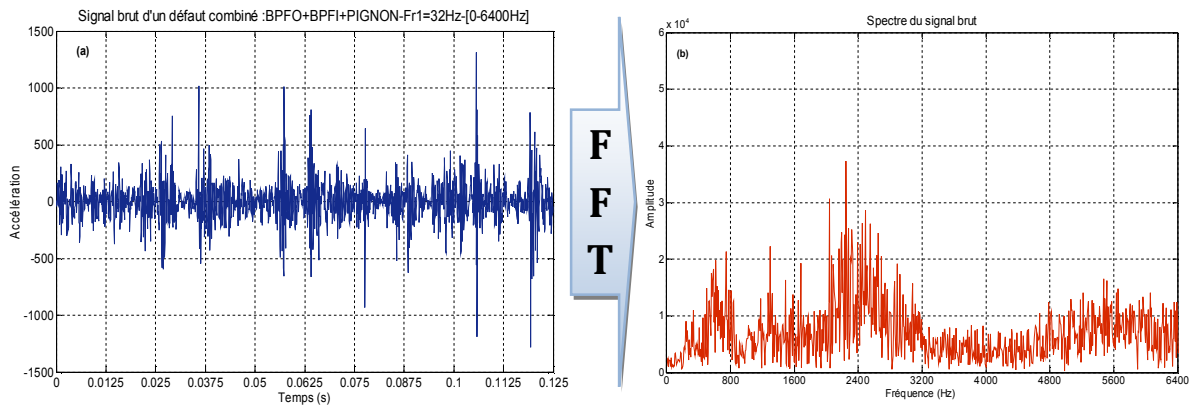 Signal brut d'un défaut combiné :BPFO+BPFI+PIGNON-Fr1=32Hz-[0-6400Hz]
(a)
1500
1000
500
0
-500
-1000
-1500
Accélération
0 0.0125 0.025 0.0375 0.05 0.0625 0.075 0.0875 0.1 0.1125 0.125
Temps (s)
F
F
T
Spectre du signal brut
x 10⁴
(b)
6
5
4
3
2
1
0
Amplitude
0 800 1600 2400 3200 4000 4800 5600 6400
Fréquence (Hz)